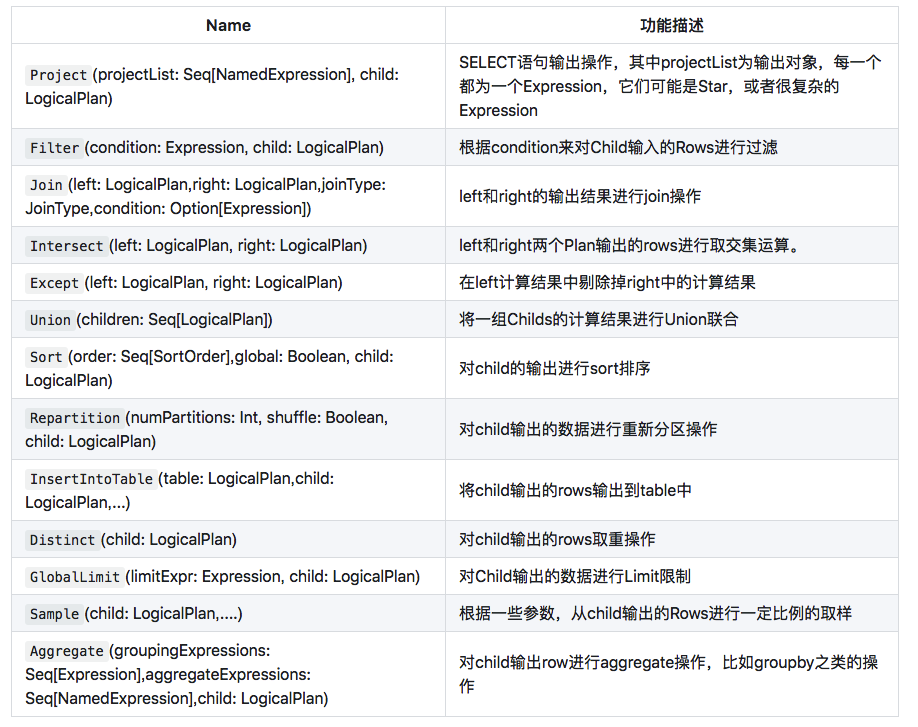 Name
功能描述
Project (projectList: Seq[NamedExpression], child:
LogicalPlan)
SELECT语句输出操作，其中projectList为输出对象，每一个
都为一个Expression，它们可能是Star，或者很复杂的
Expression
Filter (condition: Expression, child: LogicalPlan)
根据condition来对Child输入的Rows进行过滤
Join (left: LogicalPlan,right: LogicalPlan,joinType:
JoinType,condition: Option[Expression])
left和right的输出结果进行join操作
Intersect (left: LogicalPlan, right: LogicalPlan)
left和right两个Plan输出的rows进行取交集运算。
Except (left: LogicalPlan, right: LogicalPlan)
在left计算结果中剔除掉right中的计算结果
Union (children: Seq[LogicalPlan])
将一组Childs的计算结果进行Union联合
Sort (order: Seq[SortOrder],global: Boolean, child:
LogicalPlan)
对child的输出进行sort排序
Repartition (numPartitions: Int, shuffle: Boolean,
child: LogicalPlan)
对child输出的数据进行重新分区操作
InsertIntoTable (table: LogicalPlan,child:
LogicalPlan,...)
将child输出的rows输出到table中
Distinct (child: LogicalPlan)
对child输出的rows取重操作
GlobalLimit (limitExpr: Expression, child: LogicalPlan)
对Child输出的数据进行Limit限制
Sample (child: LogicalPlan,....)
根据一些参数，从child输出的Rows进行一定比例的取样
Aggregate (groupingExpressions:
Seq[Expression],aggregateExpressions:
Seq[NamedExpression],child: LogicalPlan)
对child输出row进行aggregate操作，比如groupby之类的操
作